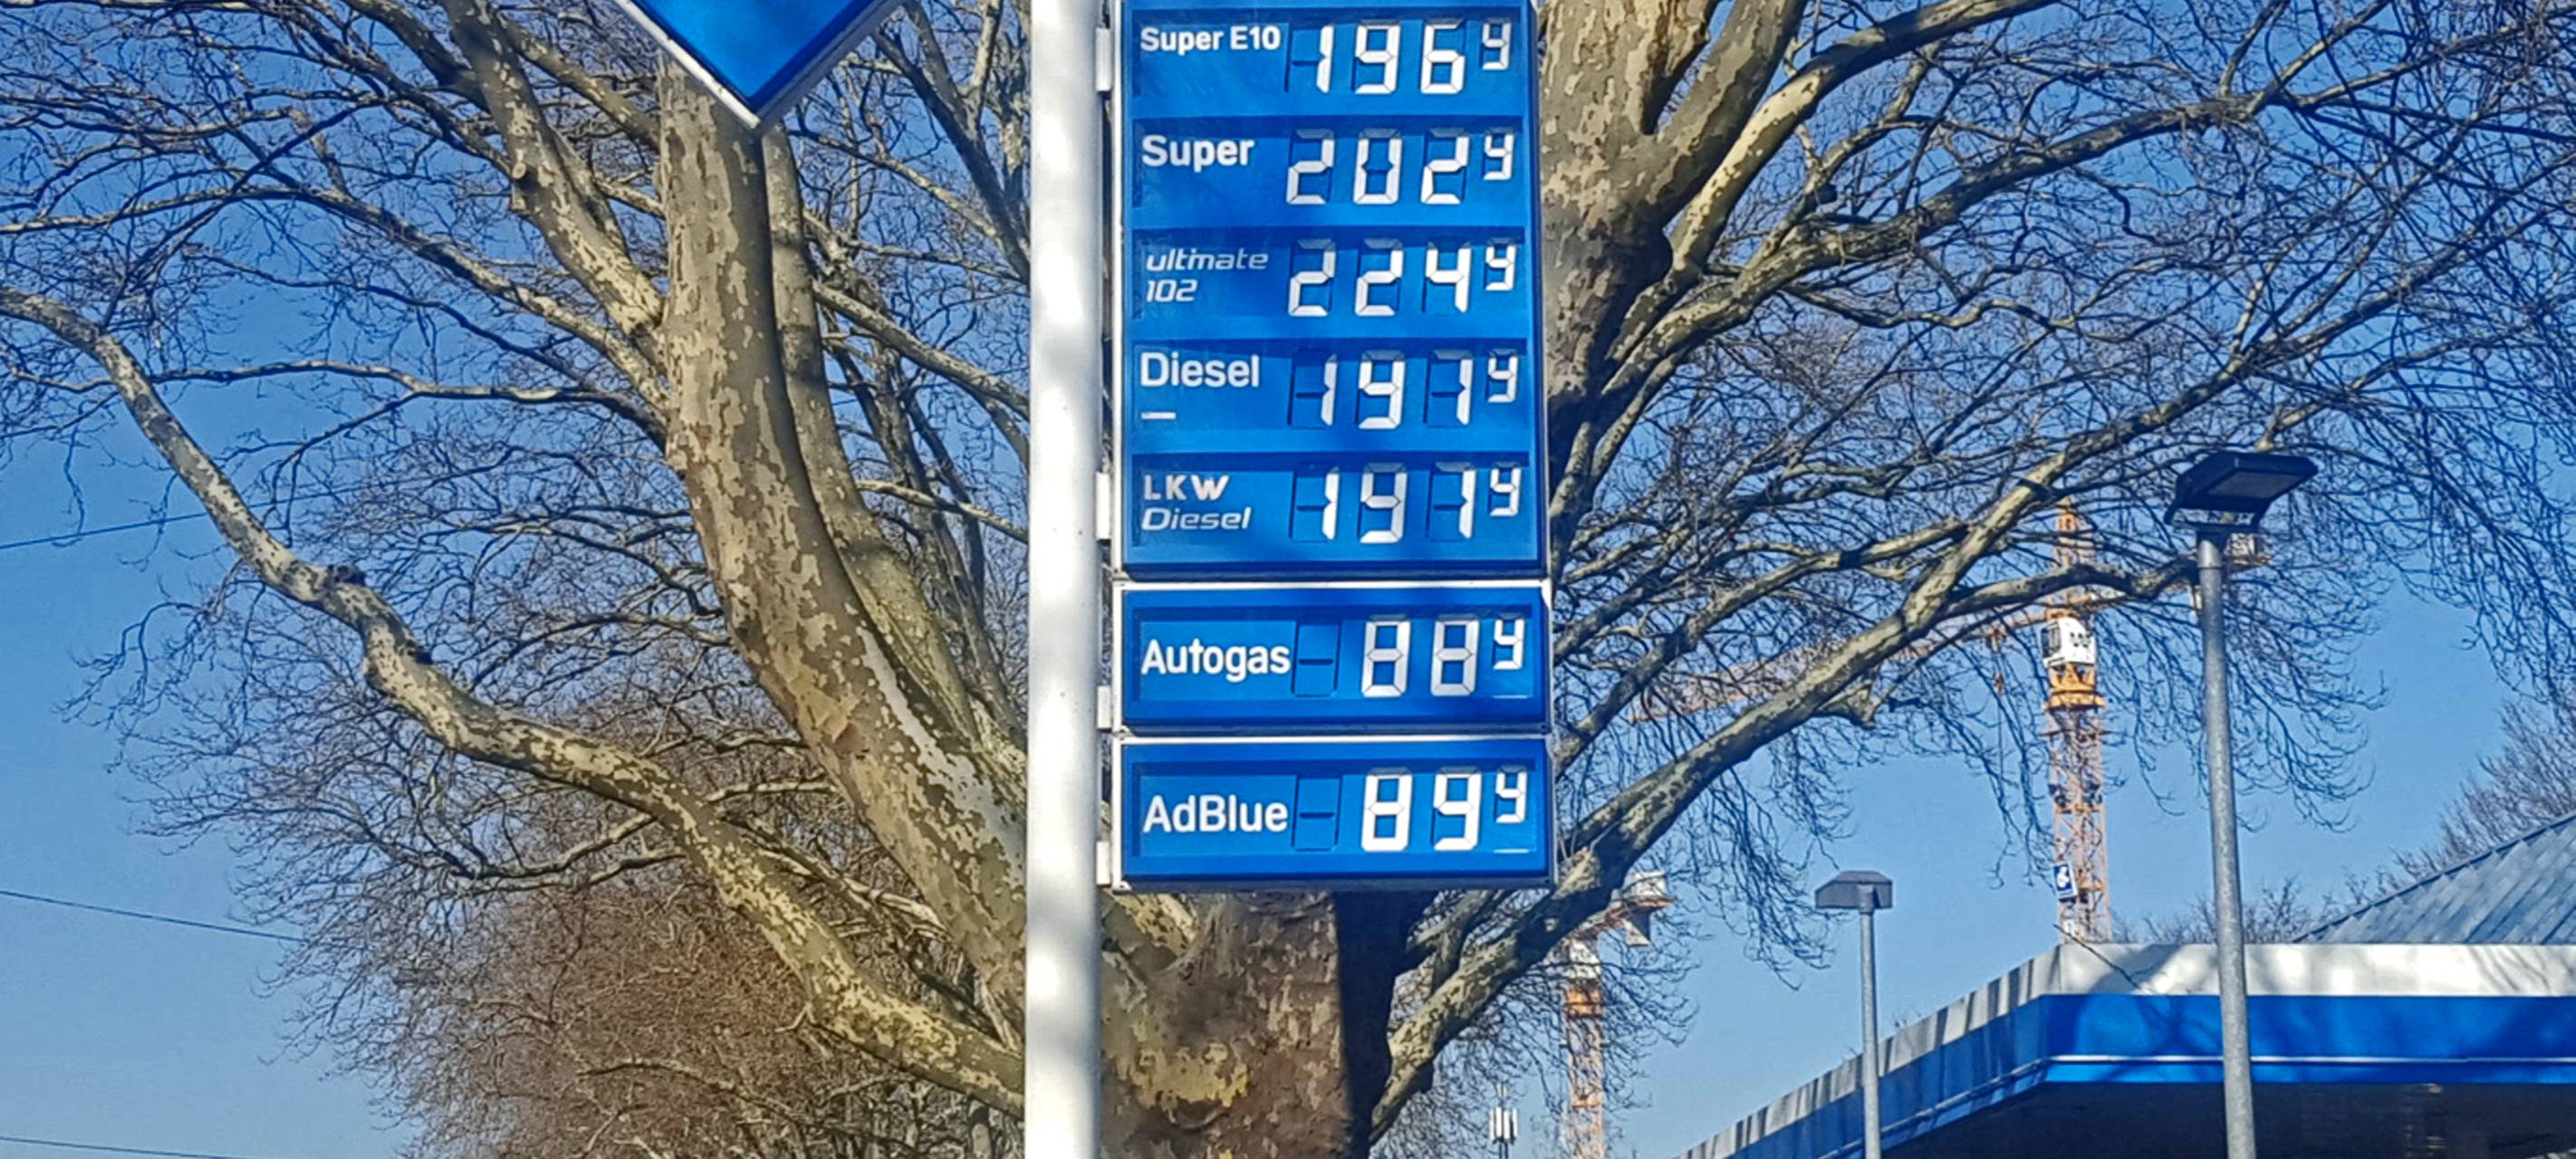 Super E10 196⁹
Super 202⁹
ultimate
102 224⁹
Diesel 197⁹
LKW
Diesel 197⁹
Autogas 88⁹
AdBlue 89⁹